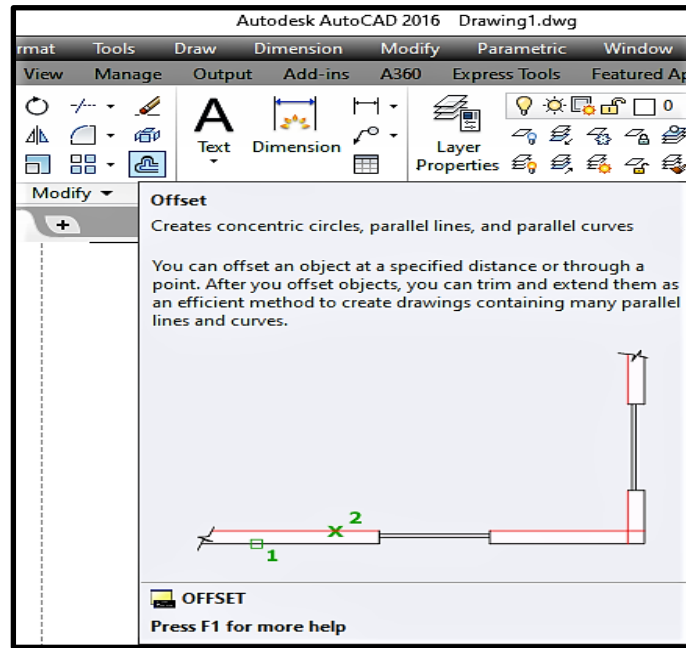 Autodesk AutoCAD 2016 Drawing1.dwg
rmat Tools Draw Dimension Modify Parametric Window
View Manage Output Add-ins A360 Express Tools Featured Ap
A
Text Dimension Layer Properties 0
Modify
Offset
Creates concentric circles, parallel lines, and parallel curves
You can offset an object at a specified distance or through a
point. After you offset objects, you can trim and extend them as
an efficient method to create drawings containing many parallel
lines and curves.
2
1
OFFSET
Press F1 for more help